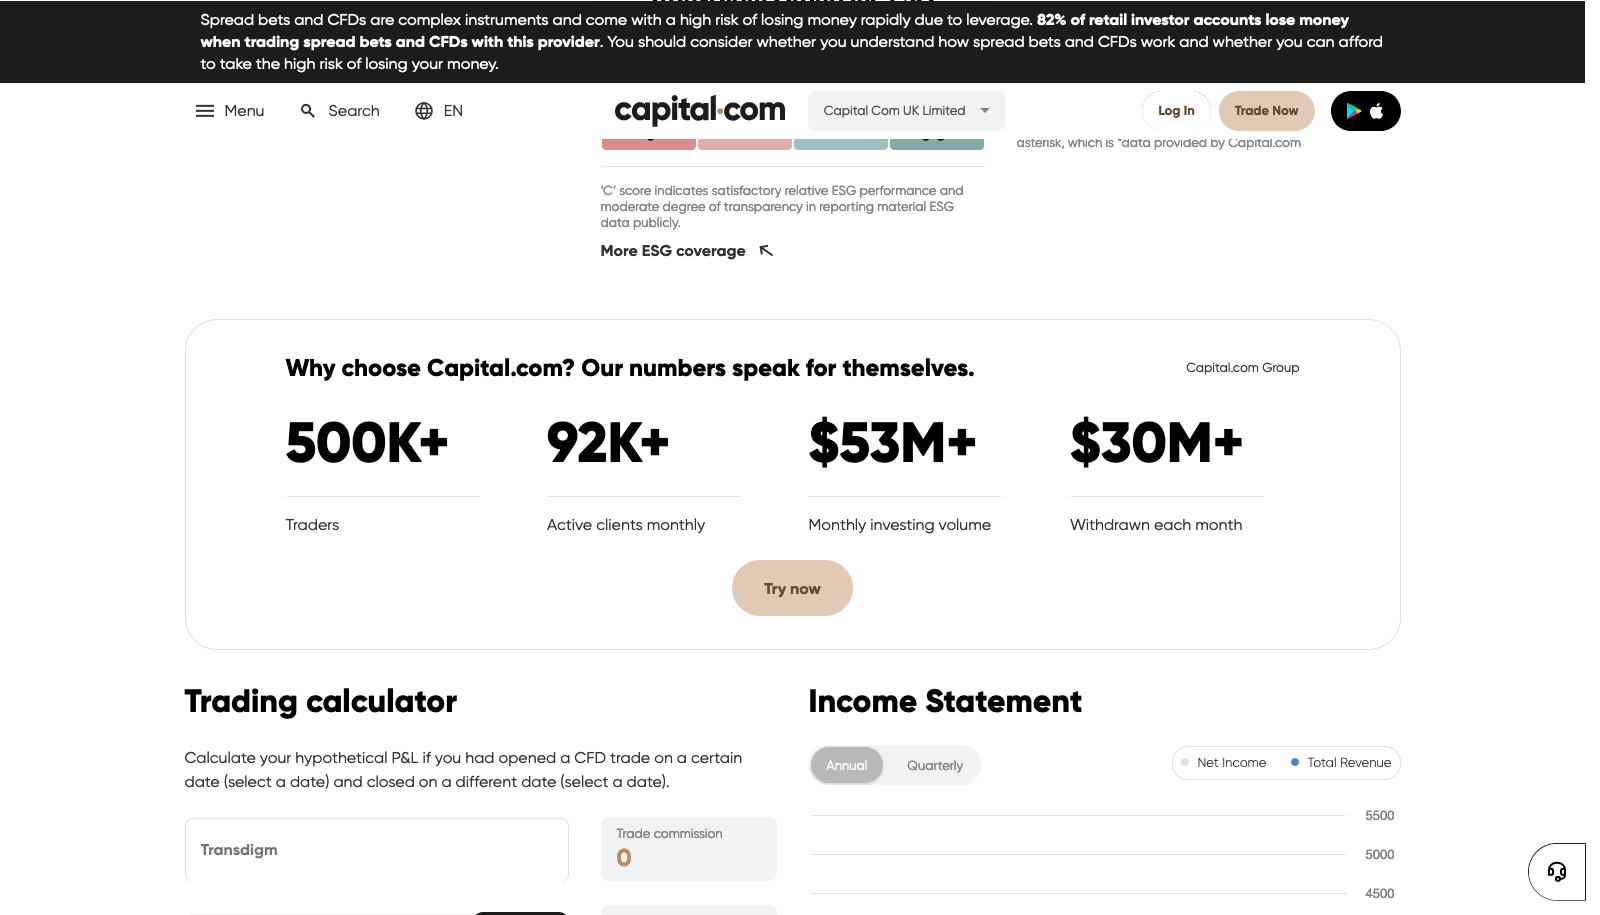 Spread bets and CFDs are complex instruments and come with a high risk of losing money rapidly due to leverage. 82% of retail investor accounts lose money
when trading spread bets and CFDs with this provider. You should consider whether you understand how spread bets and CFDs work and whether you can afford
to take the high risk of losing your money.
Menu Search EN capital.com Capital Com UK Limited Log In Trade Now
asterisk, which is *data provided by Capital.com
'C' score indicates satisfactory relative ESG performance and
moderate degree of transparency in reporting material ESG
data publicly.
More ESG coverage
Why choose Capital.com? Our numbers speak for themselves.
Capital.com Group
500K+ 92K+ $53M+ $30M+
Traders Active clients monthly Monthly investing volume Withdrawn each month
Try now
Trading calculator
Calculate your hypothetical P&L if you had opened a CFD trade on a certain
date (select a date) and closed on a different date (select a date).
Transdigm
Trade commission
0
Income Statement
Annual Quarterly
Net Income Total Revenue
5500
5000
4500